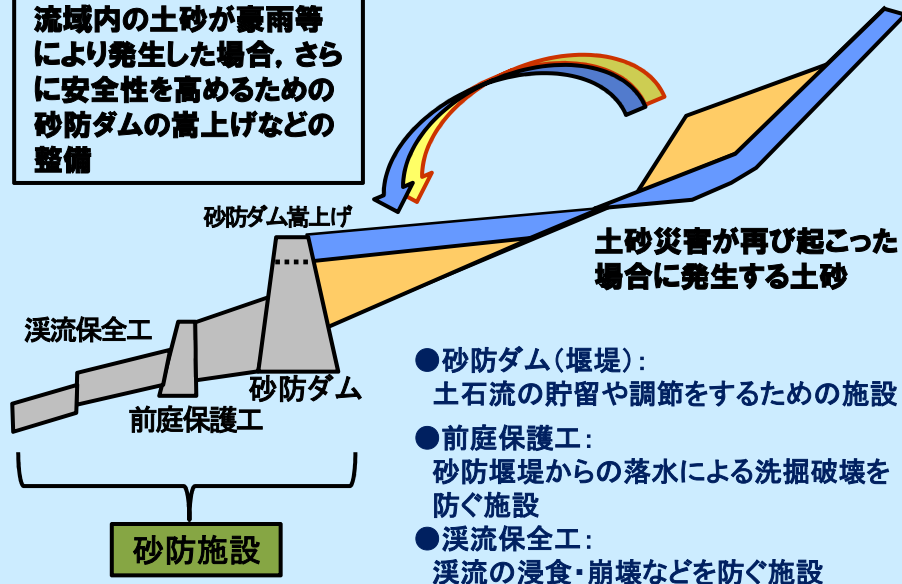 流域内の土砂が豪雨等
により発生した場合，さら
に安全性を高めるための
砂防ダムの嵩上げなどの
整備
砂防ダム嵩上げ
土砂災害が再び起こった
場合に発生する土砂
渓流保全工
砂防ダム
前庭保護工
砂防施設
●砂防ダム（堰堤）：
土石流の貯留や調節をするための施設
●前庭保護工：
砂防堰堤からの落水による洗掘破壊を
防ぐ施設
●渓流保全工：
渓流の浸食・崩壊などを防ぐ施設